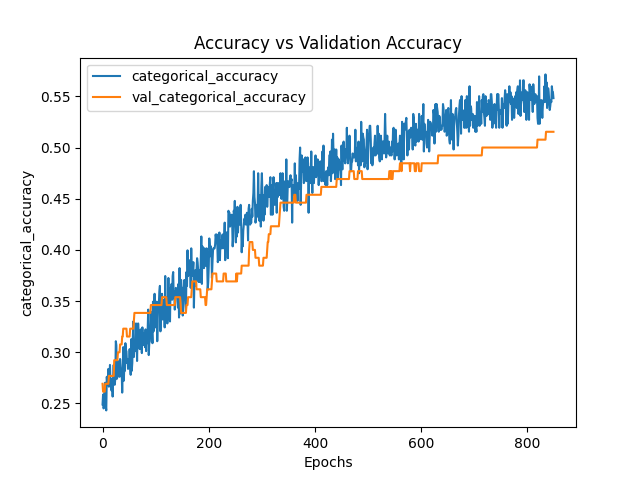 Accuracy vs Validation Accuracy
categorical_accuracy
val_categorical_accuracy
categorical_accuracy
0.55
0.50
0.45
0.40
0.35
0.30
0.25
0 200 400 600 800
Epochs